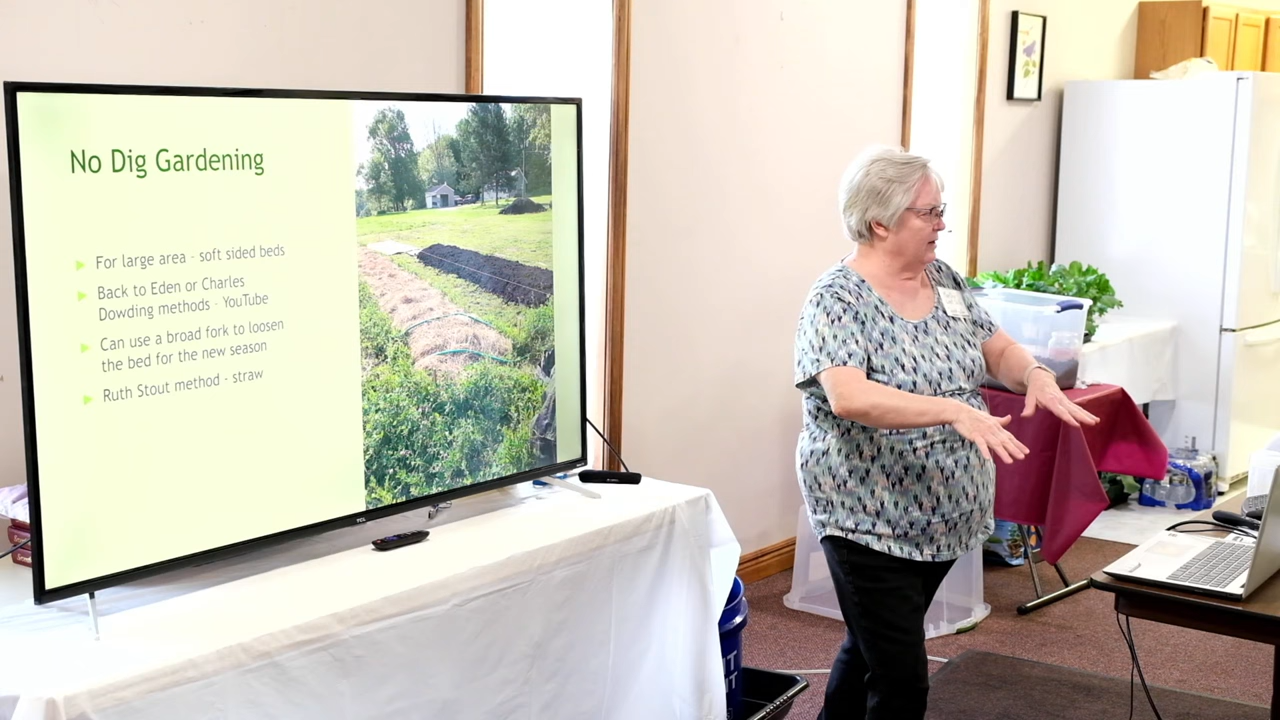 No Dig Gardening
For large area - soft sided beds
Back to Eden or Charles
Dowding methods - YouTube
Can use a broad fork to loosen
the bed for the new season
Ruth Stout method - straw
TCL